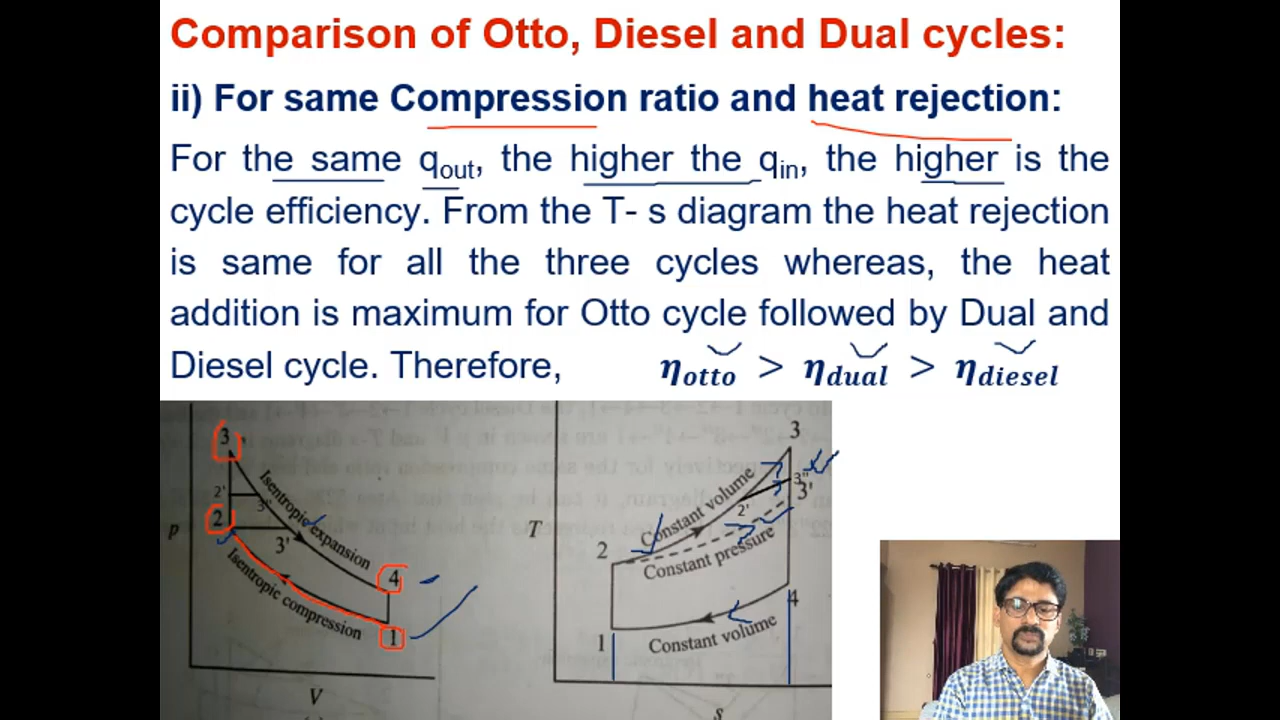 Comparison of Otto, Diesel and Dual cycles:
ii) For same Compression ratio and heat rejection:
For the same qout, the higher the qin, the higher is the
cycle efficiency. From the T- s diagram the heat rejection
is same for all the three cycles whereas, the heat
addition is maximum for Otto cycle followed by Dual and
Diesel cycle. Therefore, ηotto > ηdual > ηdiesel
3
2'
3"
2
3'
p
Isentropic expansion
Isentropic compression
4
1
V
3
3"
3'
2'
T
2
Constant volume
Constant pressure
4
1
Constant volume
s